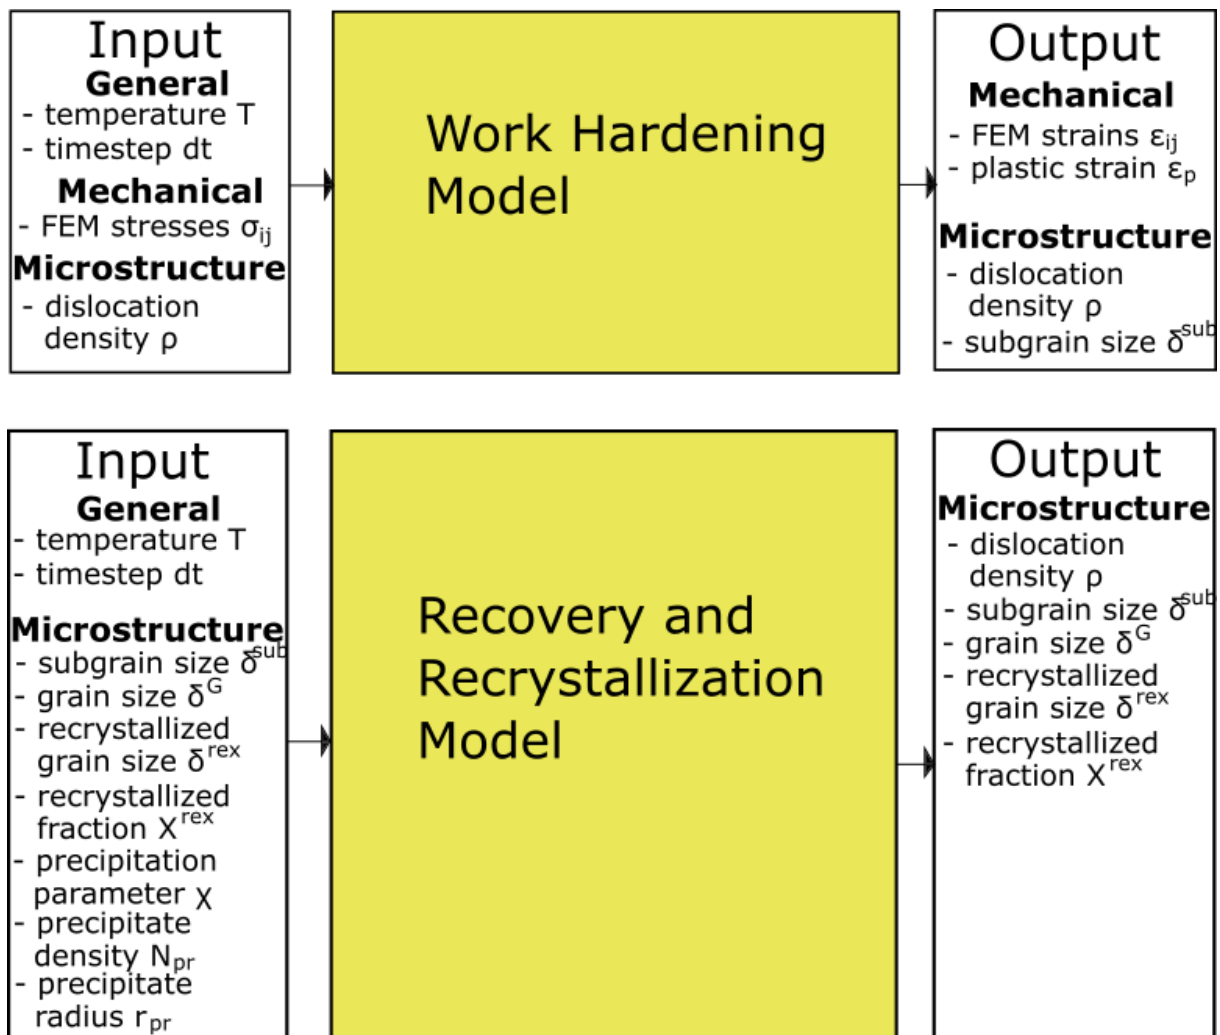 Input
General
- temperature T
- timestep dt
Mechanical
- FEM stresses σij
Microstructure
- dislocation
density ρ
Work Hardening
Model
Output
Mechanical
- FEM strains εij
- plastic strain εp
Microstructure
- dislocation
density ρ
- subgrain size δsub
Input
General
- temperature T
- timestep dt
Microstructure
- subgrain size δsub
- grain size δG
- recrystallized
grain size δrex
- recrystallized
fraction Xrex
- precipitation
parameter χ
- precipitate
density Npr
- precipitate
radius rpr
Recovery and
Recrystallization
Model
Output
Microstructure
- dislocation
density ρ
- subgrain size δsub
- grain size δG
- recrystallized
grain size δrex
- recrystallized
fraction Xrex